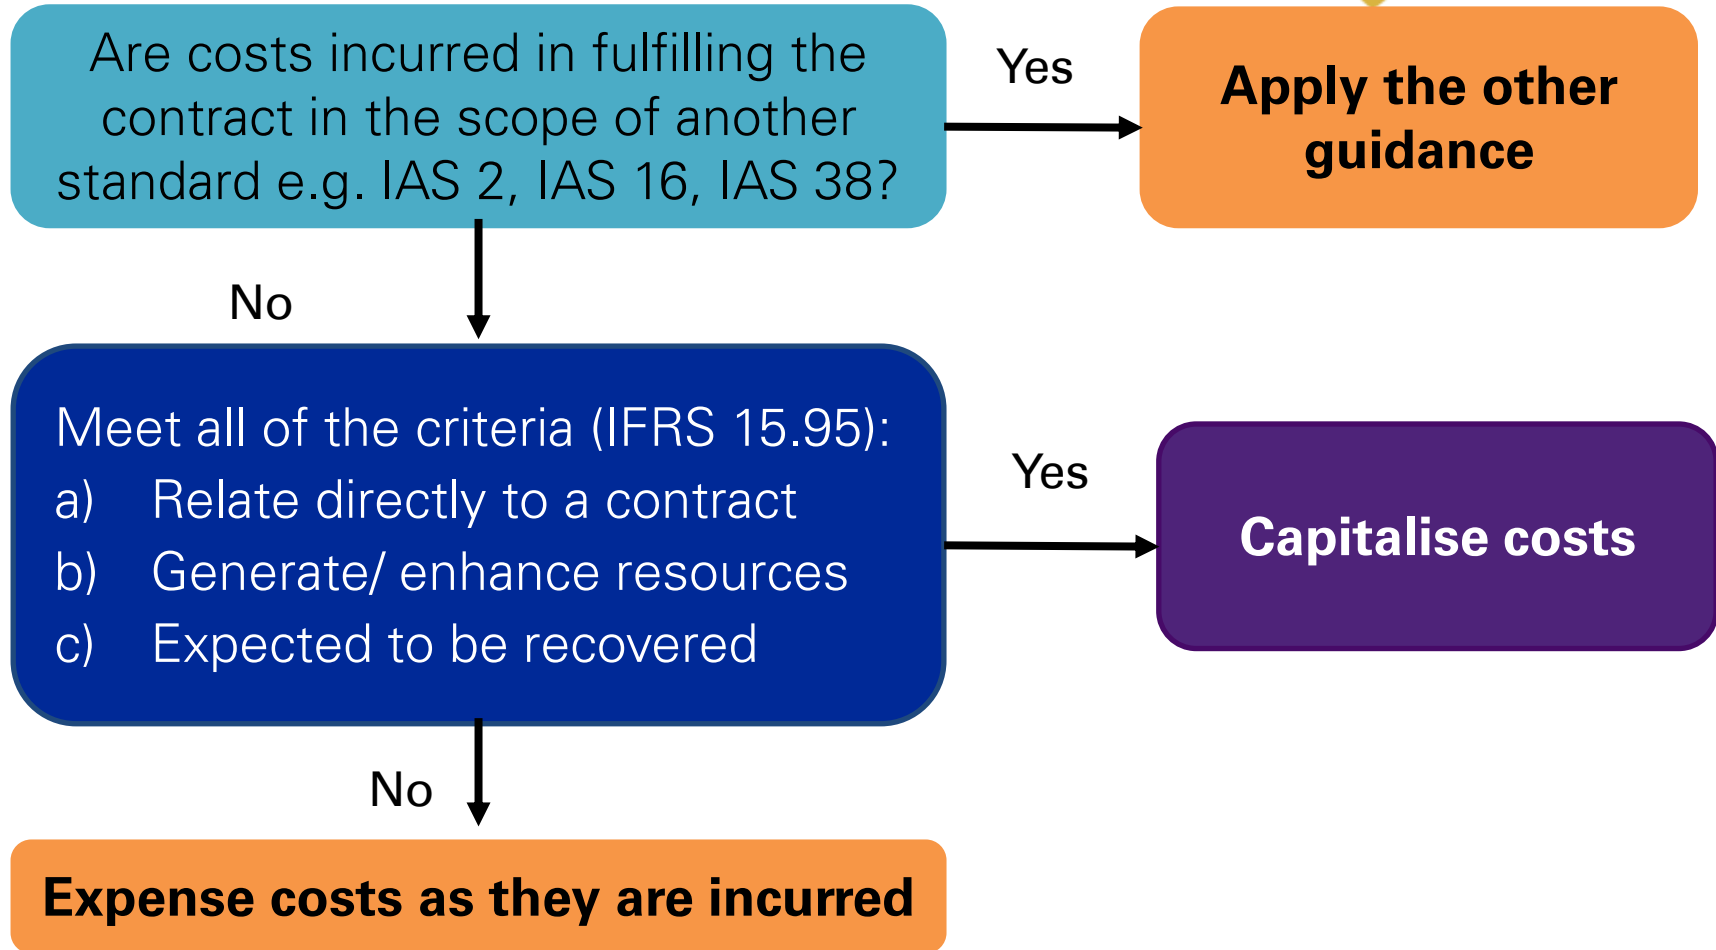 Are costs incurred in fulfilling the
contract in the scope of another
standard e.g. IAS 2, IAS 16, IAS 38?
Yes
Apply the other
guidance
No
Meet all of the criteria (IFRS 15.95):
a) Relate directly to a contract
b) Generate/ enhance resources
c) Expected to be recovered
Yes
Capitalise costs
No
Expense costs as they are incurred